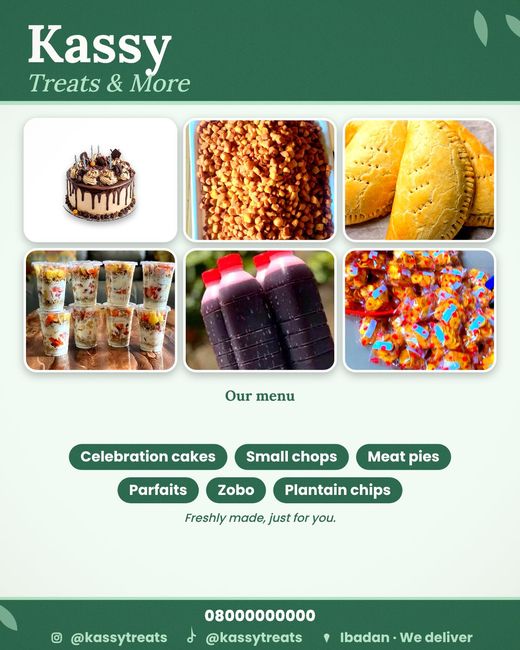 Kassy
Treats & More
Our menu
Celebration cakes Small chops Meat pies
Parfaits Zobo Plantain chips
Freshly made, just for you.
08000000000
@kassytreats @kassytreats Ibadan · We deliver